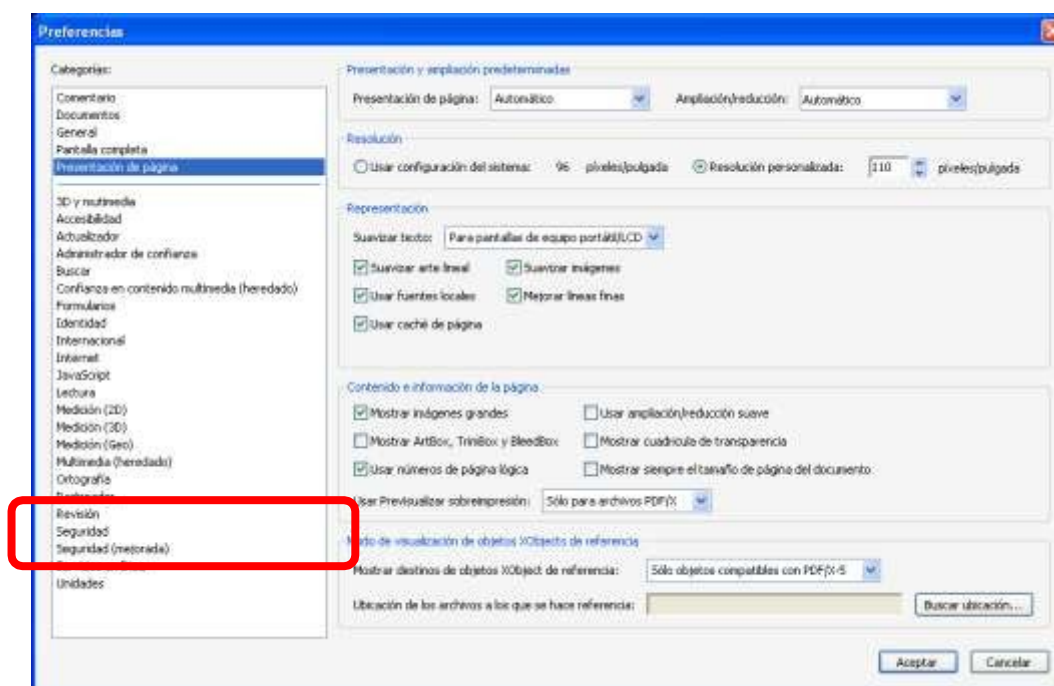 Preferencias
Categorías:
Comentario
Documentos
General
Pantalla completa
Presentación de página
3D y multimedia
Accesibilidad
Actualizador
Administrador de confianza
Buscar
Confianza en contenido multimedia (heredado)
Formularios
Identidad
Internacional
Internet
JavaScript
Lectura
Medición (2D)
Medición (3D)
Medición (Geo)
Multimedia (heredado)
Ortografía
Revisión
Seguridad
Seguridad (mejorada)
Unidades
Presentación y ampliación predeterminadas
Presentación de página: Automático Ampliación/reducción: Automático
Resolución
Usar configuración del sistema: 96 píxeles/pulgada Resolución personalizada: 110 píxeles/pulgada
Representación
Suavizar texto: Para pantallas de equipo portátil/LCD
Suavizar arte lineal Suavizar imágenes
Usar fuentes locales Mejorar líneas finas
Usar caché de página
Contenido e información de la página
Mostrar imágenes grandes Usar ampliación/reducción suave
Mostrar ArtBox, TrimBox y BleedBox Mostrar cuadrícula de transparencia
Usar números de página lógica Mostrar siempre el tamaño de página del documento
Usar Previsualizar sobreimpresión: Sólo para archivos PDF/X
Modo de visualización de objetos XObjects de referencia
Mostrar destinos de objetos XObject de referencia: Sólo objetos compatibles con PDF/X-5
Ubicación de los archivos a los que se hace referencia: Buscar ubicación...
Aceptar Cancelar